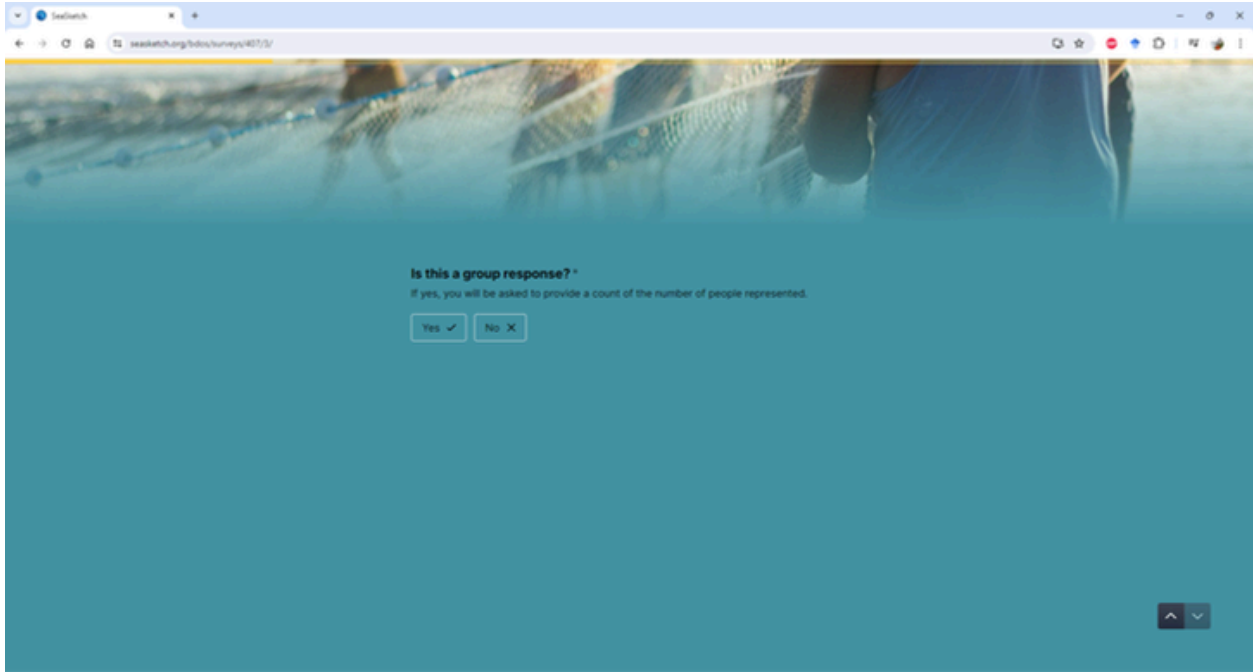 SeaSketch
seasketch.org/bdos/surveys/407/3/
Is this a group response? *
If yes, you will be asked to provide a count of the number of people represented.
Yes
No